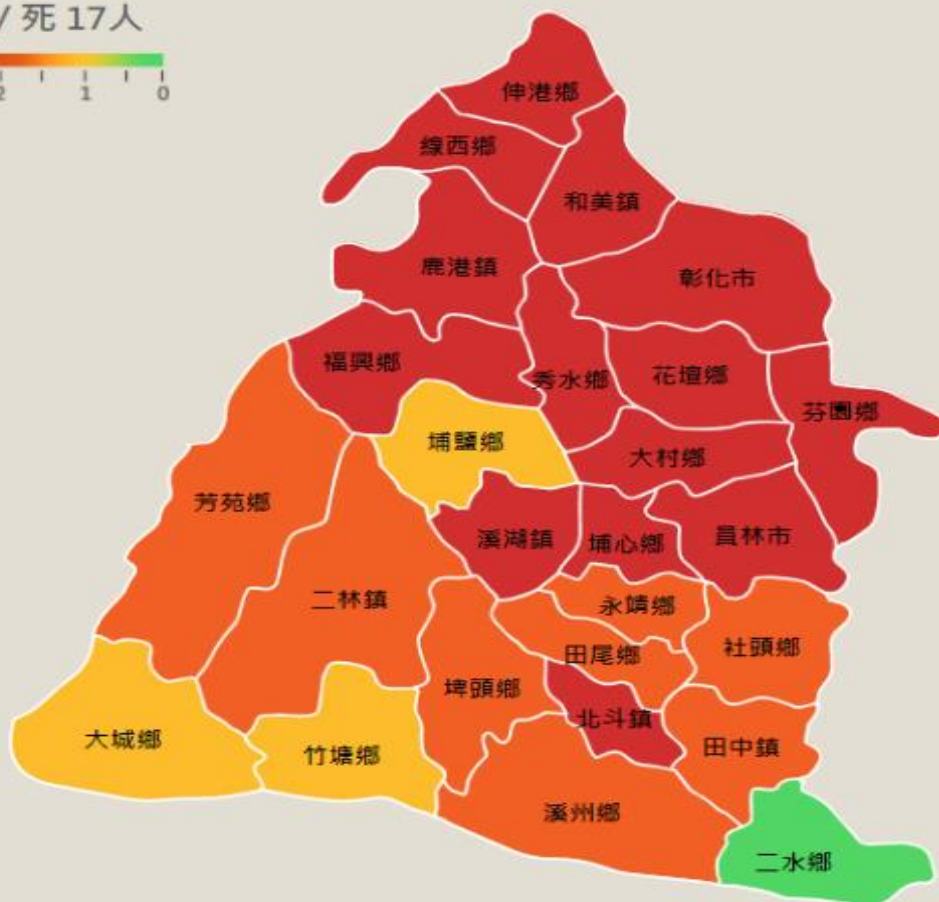 / 死 17人
2 1 0
伸港鄉
線西鄉
和美鎮
鹿港鎮
彰化市
福興鄉
秀水鄉
花壇鄉
芬園鄉
埔鹽鄉
大村鄉
芳苑鄉
溪湖鎮
埔心鄉
員林市
二林鎮
永靖鄉
社頭鄉
田尾鄉
埤頭鄉
北斗鎮
大城鄉
竹塘鄉
田中鎮
溪州鄉
二水鄉